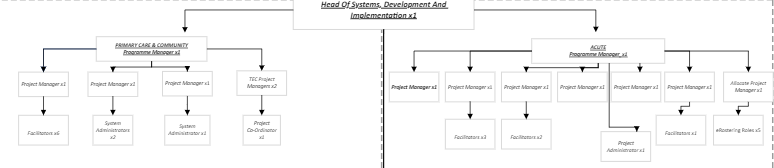 Head Of Systems, Development And
Implementation x1
PRIMARY CARE & COMMUNITY
Programme Manager x1
ACUTE
Programme Manager x1
Project Manager x1
Project Manager x1
Project Manager x1
TEC Project
Managers x2
Project Manager x1
Project Manager x1
Project Manager x1
Project Manager x1
Project Manager x1
Project Manager x1
Allocate Project
Manager x1
Facilitators x6
System
Administrators
x2
System
Administrator x1
Project
Co-Ordinator
x1
Facilitators x3
Facilitators x2
Project
Administrator x1
Facilitators x1
eRostering Roles x5